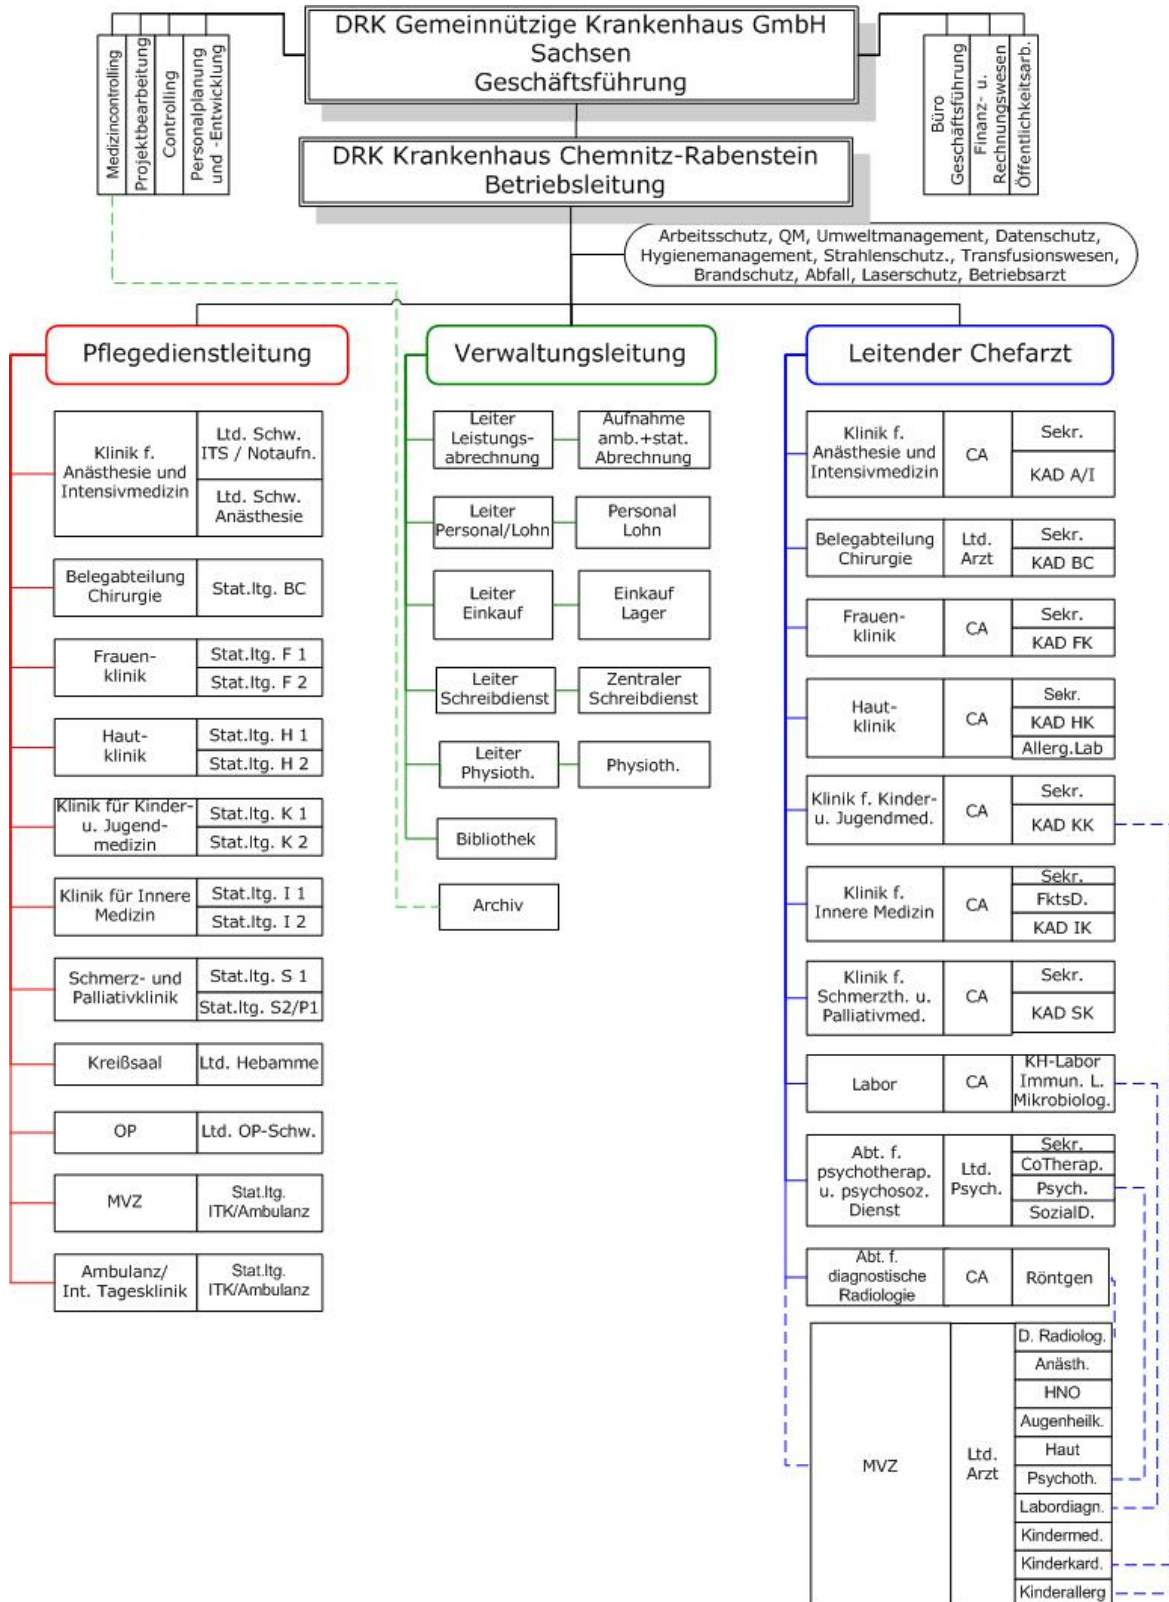 DRK Gemeinnützige Krankenhaus GmbH
Sachsen
Geschäftsführung
Medizincontrolling
Projektbearbeitung
Controlling
Personalplanung
und -Entwicklung
Büro
Geschäftsführung
Finanz- u.
Rechnungswesen
Öffentlichkeitsarb.
DRK Krankenhaus Chemnitz-Rabenstein
Betriebsleitung
Arbeitsschutz, QM, Umweltmanagement, Datenschutz,
Hygienemanagement, Strahlenschutz., Transfusionswesen,
Brandschutz, Abfall, Laserschutz, Betriebsarzt
Pflegedienstleitung
Klinik f.
Anästhesie und
Intensivmedizin
Ltd. Schw.
ITS / Notaufn.
Ltd. Schw.
Anästhesie
Belegabteilung
Chirurgie
Stat.ltg. BC
Frauen-
klinik
Stat.ltg. F 1
Stat.ltg. F 2
Haut-
klinik
Stat.ltg. H 1
Stat.ltg. H 2
Klinik für Kinder-
u. Jugend-
medizin
Stat.ltg. K 1
Stat.ltg. K 2
Klinik für Innere
Medizin
Stat.ltg. I 1
Stat.ltg. I 2
Schmerz- und
Palliativklinik
Stat.ltg. S 1
Stat.ltg. S2/P1
Kreißsaal
Ltd. Hebamme
OP
Ltd. OP-Schw.
MVZ
Stat.ltg.
ITK/Ambulanz
Ambulanz/
Int. Tagesklinik
Stat.ltg.
ITK/Ambulanz
Verwaltungsleitung
Leiter
Leistungs-
abrechnung
Aufnahme
amb.+stat.
Abrechnung
Leiter
Personal/Lohn
Personal
Lohn
Leiter
Einkauf
Einkauf
Lager
Leiter
Schreibdienst
Zentraler
Schreibdienst
Leiter
Physioth.
Physioth.
Bibliothek
Archiv
Leitender Chefarzt
Klinik f.
Anästhesie und
Intensivmedizin
CA
Sekr.
KAD A/I
Belegabteilung
Chirurgie
Ltd.
Arzt
Sekr.
KAD BC
Frauen-
klinik
CA
Sekr.
KAD FK
Haut-
klinik
CA
Sekr.
KAD HK
Allerg.Lab
Klinik f. Kinder-
u. Jugendmed.
CA
Sekr.
KAD KK
Klinik f.
Innere Medizin
CA
Sekr.
FktsD.
KAD IK
Klinik f.
Schmerzth. u.
Palliativmed.
CA
Sekr.
KAD SK
Labor
CA
KH-Labor
Immun. L.
Mikrobiolog.
Abt. f.
psychotherap.
u. psychosoz.
Dienst
Ltd.
Psych.
Sekr.
CoTherap.
Psych.
SozialD.
Abt. f.
diagnostische
Radiologie
CA
Röntgen
MVZ
Ltd.
Arzt
D. Radiolog.
Anästh.
HNO
Augenheilk.
Haut
Psychoth.
Labordiagn.
Kindermed.
Kinderkard.
Kinderallerg